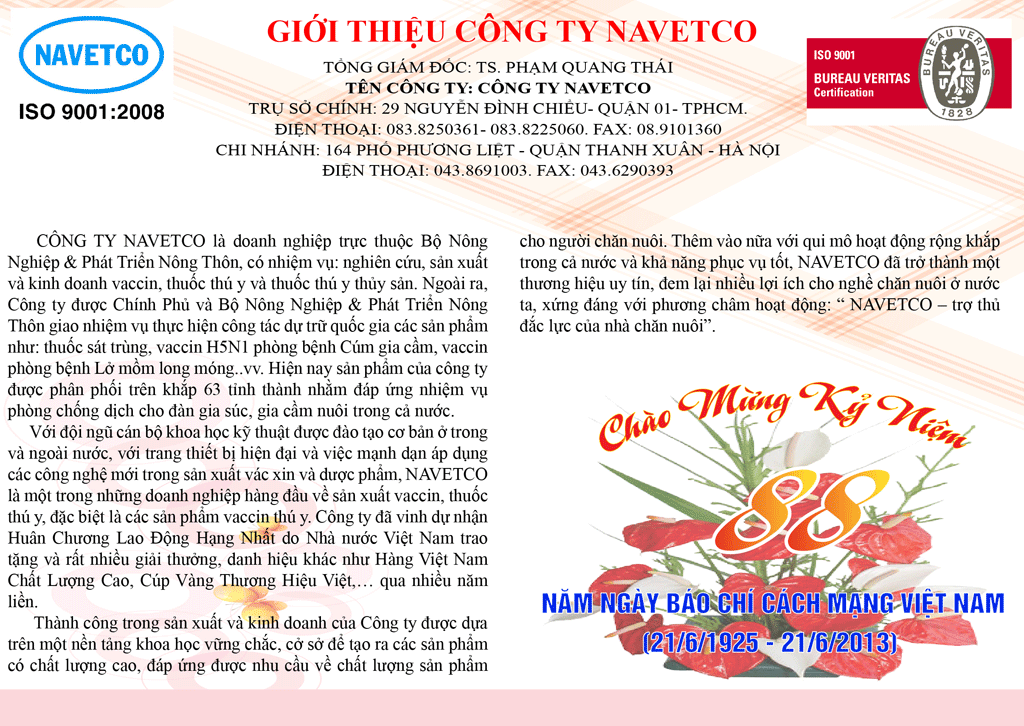 NAVETCO
ISO 9001:2008
GIỚI THIỆU CÔNG TY NAVETCO
TỔNG GIÁM ĐỐC: TS. PHẠM QUANG THÁI
TÊN CÔNG TY: CÔNG TY NAVETCO
TRỤ SỞ CHÍNH: 29 NGUYỄN ĐÌNH CHIỂU- QUẬN 01- TPHCM.
ĐIỆN THOẠI: 083.8250361- 083.8225060. FAX: 08.9101360
CHI NHÁNH: 164 PHỐ PHƯƠNG LIỆT - QUẬN THANH XUÂN - HÀ NỘI
ĐIỆN THOẠI: 043.8691003. FAX: 043.6290393
ISO 9001
BUREAU VERITAS
Certification
BUREAU VERITAS
1828
CÔNG TY NAVETCO là doanh nghiệp trực thuộc Bộ Nông
Nghiệp & Phát Triển Nông Thôn, có nhiệm vụ: nghiên cứu, sản xuất
và kinh doanh vaccin, thuốc thú y và thuốc thú y thủy sản. Ngoài ra,
Công ty được Chính Phủ và Bộ Nông Nghiệp & Phát Triển Nông
Thôn giao nhiệm vụ thực hiện công tác dự trữ quốc gia các sản phẩm
như: thuốc sát trùng, vaccin H5N1 phòng bệnh Cúm gia cầm, vaccin
phòng bệnh Lở mồm long móng..vv. Hiện nay sản phẩm của công ty
được phân phối trên khắp 63 tỉnh thành nhằm đáp ứng nhiệm vụ
phòng chống dịch cho đàn gia súc, gia cầm nuôi trong cả nước.
Với đội ngũ cán bộ khoa học kỹ thuật được đào tạo cơ bản ở trong
và ngoài nước, với trang thiết bị hiện đại và việc mạnh dạn áp dụng
các công nghệ nới trong sản xuất vác xin và dược phẩm, NAVETCO
là một trong những doanh nghiệp hàng đầu về sản xuất vaccin, thuốc
thú y, đặc biệt là các sản phẩm vaccin thú y. Công ty đã vinh dự nhận
Huân Chương Lao Động Hạng Nhất do Nhà nước Việt Nam trao
tặng và rất nhiều giải thưởng, danh hiệu khác như Hàng Việt Nam
Chất Lượng Cao, Cúp Vàng Thương Hiệu Việt,… qua nhiều năm
liền.
Thành công trong sản xuất và kinh doanh của Công ty được dựa
trên một nền tảng khoa học vững chắc, cở sở để tạo ra các sản phẩm
có chất lượng cao, đáp ứng được nhu cầu về chất lượng sản phẩm
cho người chăn nuôi. Thêm vào nữa với qui mô hoạt động rộng khắp
trong cả nước và khả năng phục vụ tốt, NAVETCO đã trở thành một
thương hiệu uy tín, đem lại nhiều lợi ích cho nghề chăn nuôi ở nước
ta, xứng đáng với phương châm hoạt động: “ NAVETCO – trợ thủ
đắc lực của nhà chăn nuôi”.
Chào Mừng Kỷ Niệm
88
NĂM NGÀY BÁO CHÍ CÁCH MẠNG VIỆT NAM
(21/6/1925 - 21/6/2013)